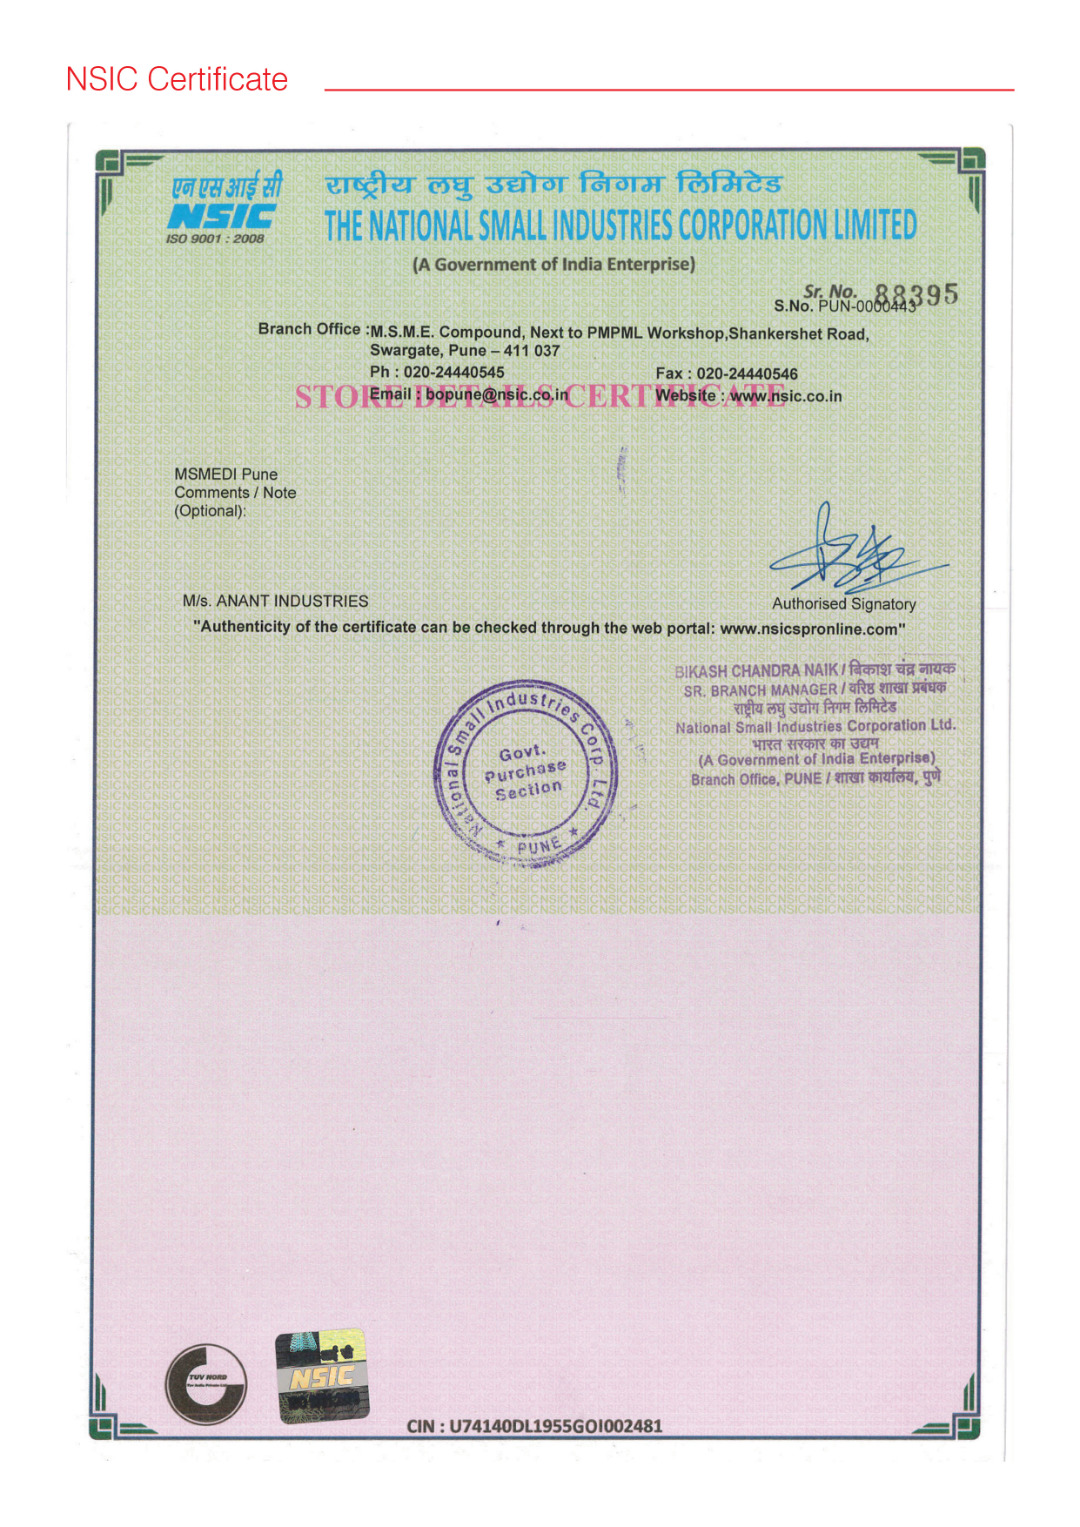 NSIC Certificate
एन एस आई सी
NSIC
ISO 9001 : 2008
राष्ट्रीय लघु उद्योग निगम लिमिटेड
THE NATIONAL SMALL INDUSTRIES CORPORATION LIMITED
(A Government of India Enterprise)
Sr. No. 88395
S.No. PUN-0000443
Branch Office : M.S.M.E. Compound, Next to PMPML Workshop,Shankershet Road,
Swargate, Pune – 411 037
Ph : 020-24440545 Fax : 020-24440546
STORE DETAILS CERTIFICATE
Email : bopune@nsic.co.in Website : www.nsic.co.in
MSMEDI Pune
Comments / Note
(Optional):
M/s. ANANT INDUSTRIES
Authorised Signatory
"Authenticity of the certificate can be checked through the web portal: www.nsicspronline.com"
BIKASH CHANDRA NAIK / बिकाश चंद्र नायक
SR. BRANCH MANAGER / वरिष्ठ शाखा प्रबंधक
राष्ट्रीय लघु उद्योग निगम लिमिटेड
National Small Industries Corporation Ltd.
भारत सरकार का उद्यम
(A Government of India Enterprise)
Branch Office, PUNE / शाखा कार्यालय, पुणे
National Small Industries Corp. Ltd.
Govt.
Purchase
Section
★ PUNE ★
TUV NORD
NSIC
CIN : U74140DL1955GOI002481